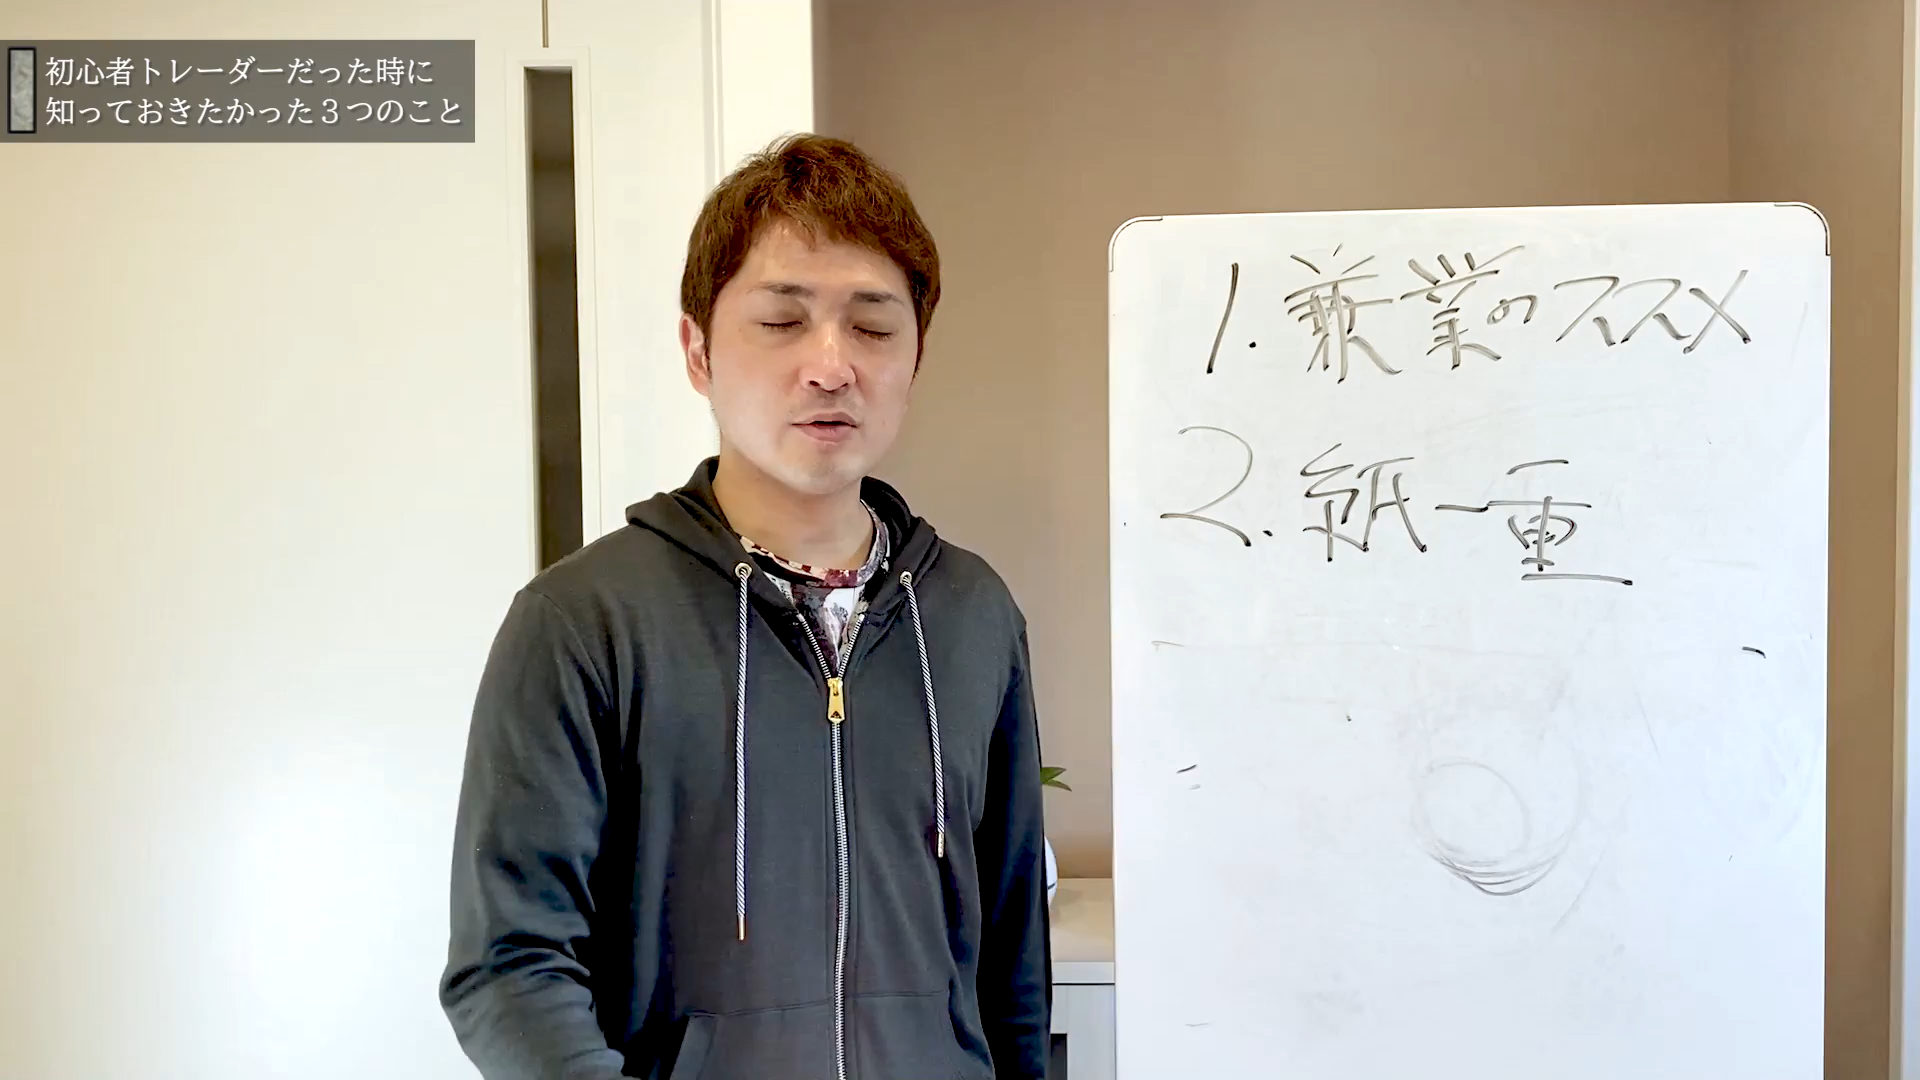 初心者トレーダーだった時に
知っておきたかった３つのこと
1. 兼業のススメ
2. 紙一重